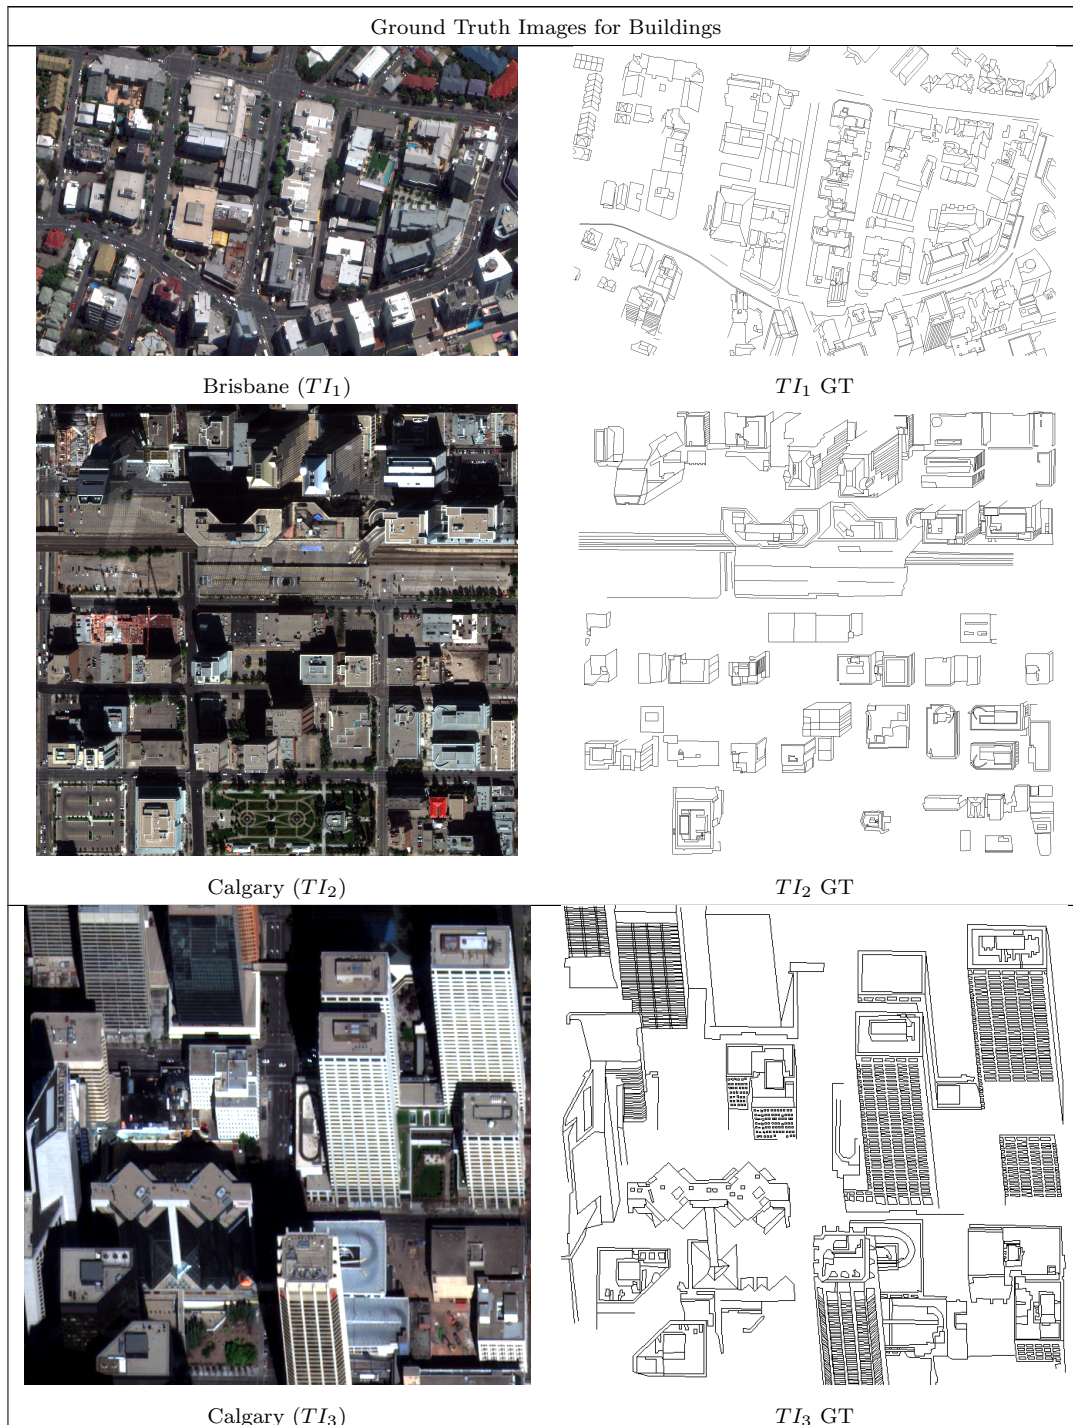 Ground Truth Images for Buildings
Brisbane (TI₁)
TI₁ GT
Calgary (TI₂)
TI₂ GT
Calgary (TI₃)
TI₃ GT